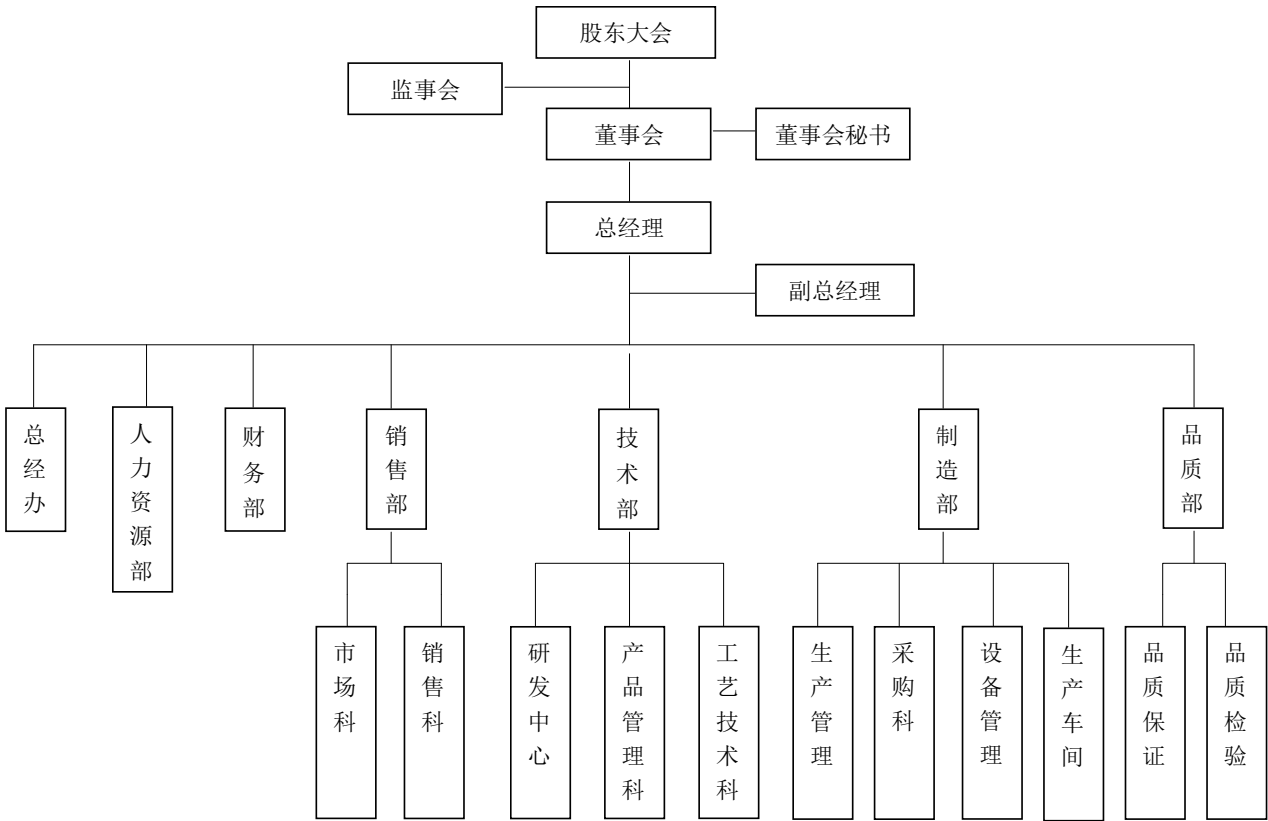 股东大会
监事会
董事会
董事会秘书
总经理
副总经理
总经办
人力资源部
财务部
销售部
技术部
制造部
品质部
市场科
销售科
研发中心
产品管理科
工艺技术科
生产管理
采购科
设备管理
生产车间
品质保证
品质检验